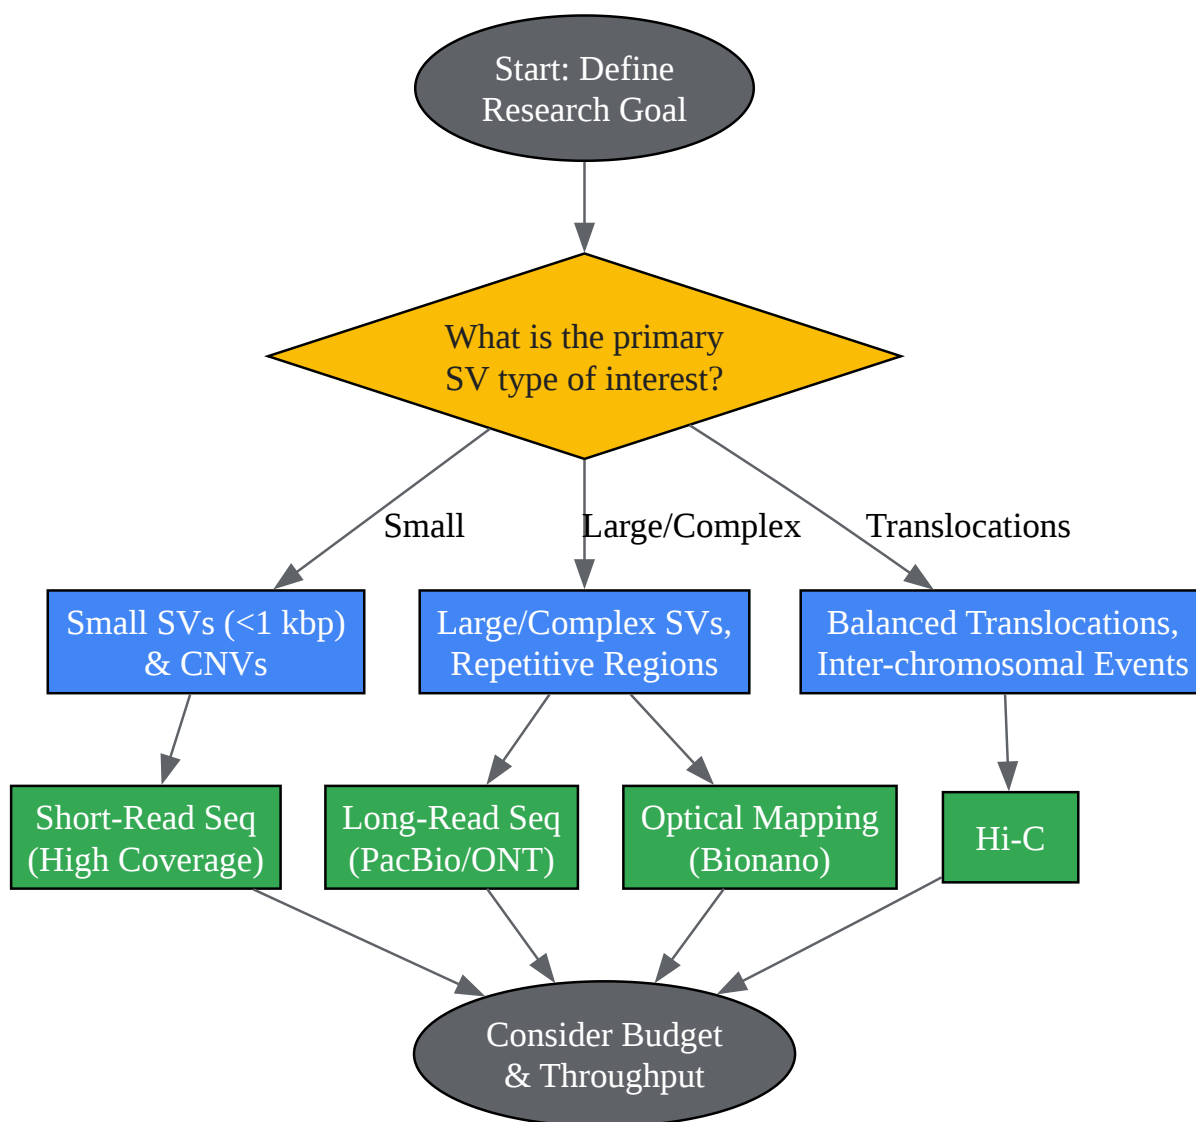 Start: Define
Research Goal
What is the primary
SV type of interest?
Small
Large/Complex
Translocations
Small SVs (<1 kbp)
& CNVs
Large/Complex SVs,
Repetitive Regions
Balanced Translocations,
Inter-chromosomal Events
Short-Read Seq
(High Coverage)
Long-Read Seq
(PacBio/ONT)
Optical Mapping
(Bionano)
Hi-C
Consider Budget
& Throughput